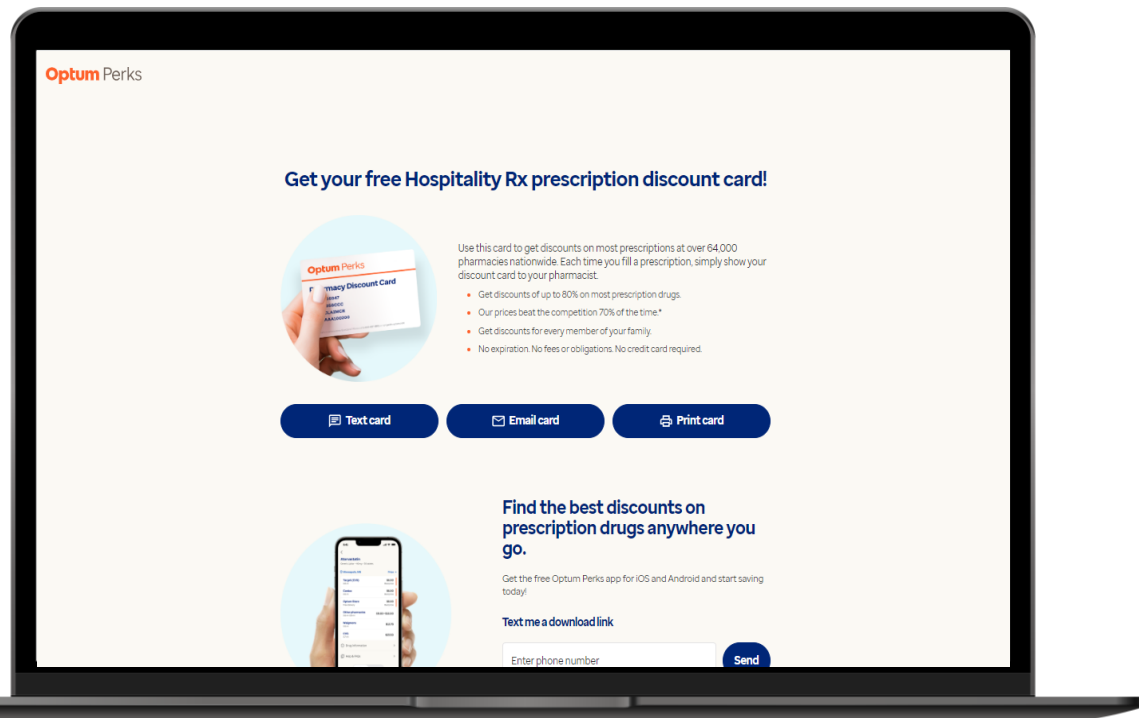 Optum Perks
Get your free Hospitality Rx prescription discount card!
Optum Perks
Discount Card
Use this card to get discounts on most prescriptions at over 64,000
pharmacies nationwide. Each time you fill a prescription, simply show your
discount card to your pharmacist.
• Get discounts of up to 80% on most prescription drugs.
• Our prices beat the competition 70% of the time.*
• Get discounts for every member of your family.
• No expiration. No fees or obligations. No credit card required.
Text card
Email card
Print card
Find the best discounts on
prescription drugs anywhere you
go.
Get the free Optum Perks app for iOS and Android and start saving
today!
Text me a download link
Enter phone number
Send